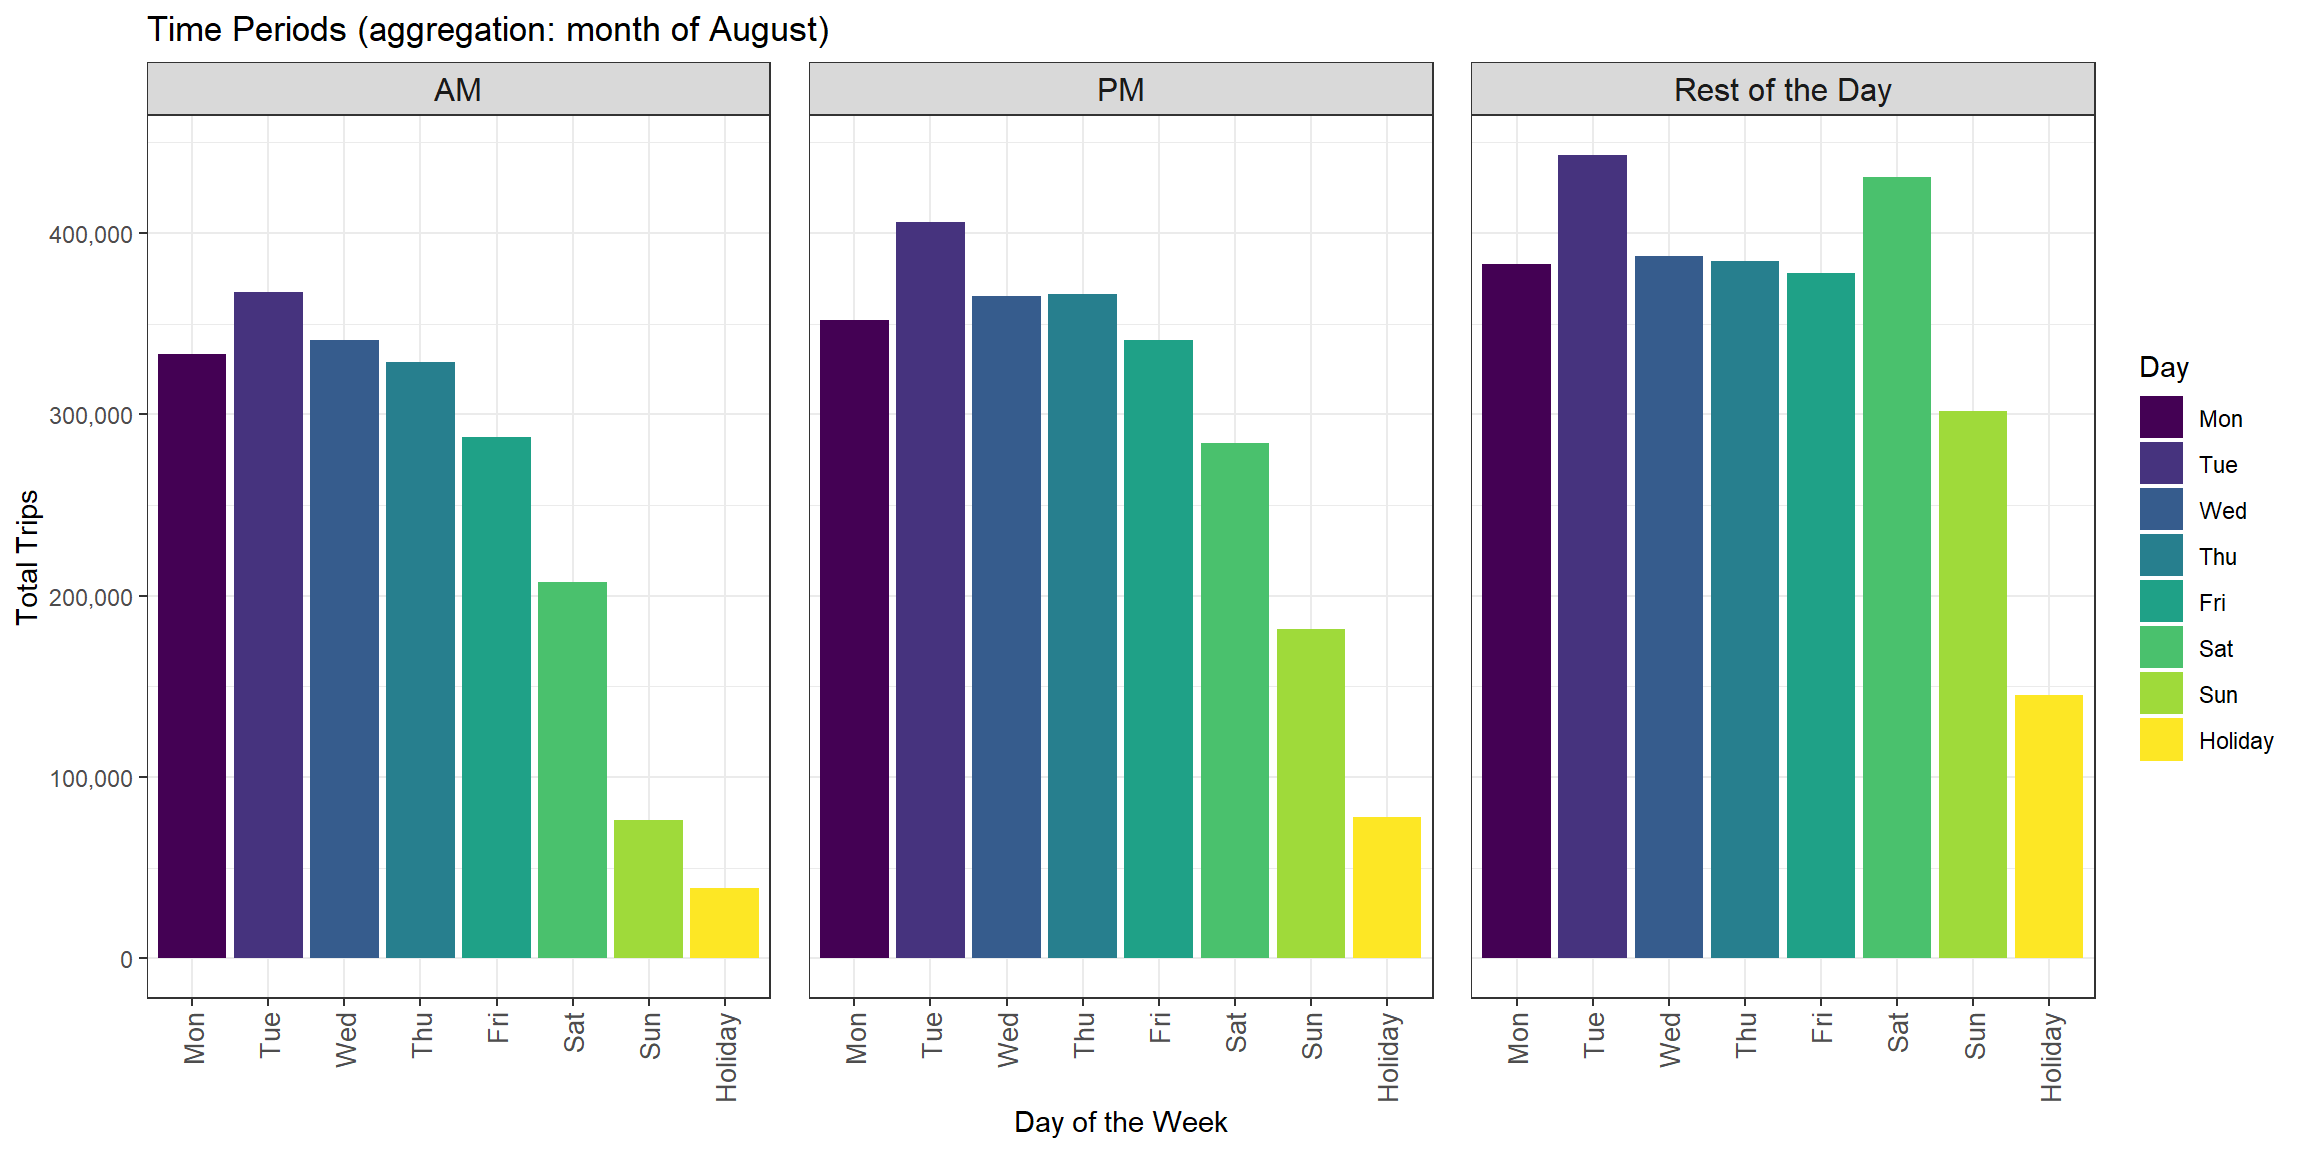 Time Periods (aggregation: month of August)
AM
PM
Rest of the Day
Total Trips
400,000
300,000
200,000
100,000
0
Mon
Tue
Wed
Thu
Fri
Sat
Sun
Holiday
Mon
Tue
Wed
Thu
Fri
Sat
Sun
Holiday
Mon
Tue
Wed
Thu
Fri
Sat
Sun
Holiday
Day of the Week
Day
Mon
Tue
Wed
Thu
Fri
Sat
Sun
Holiday